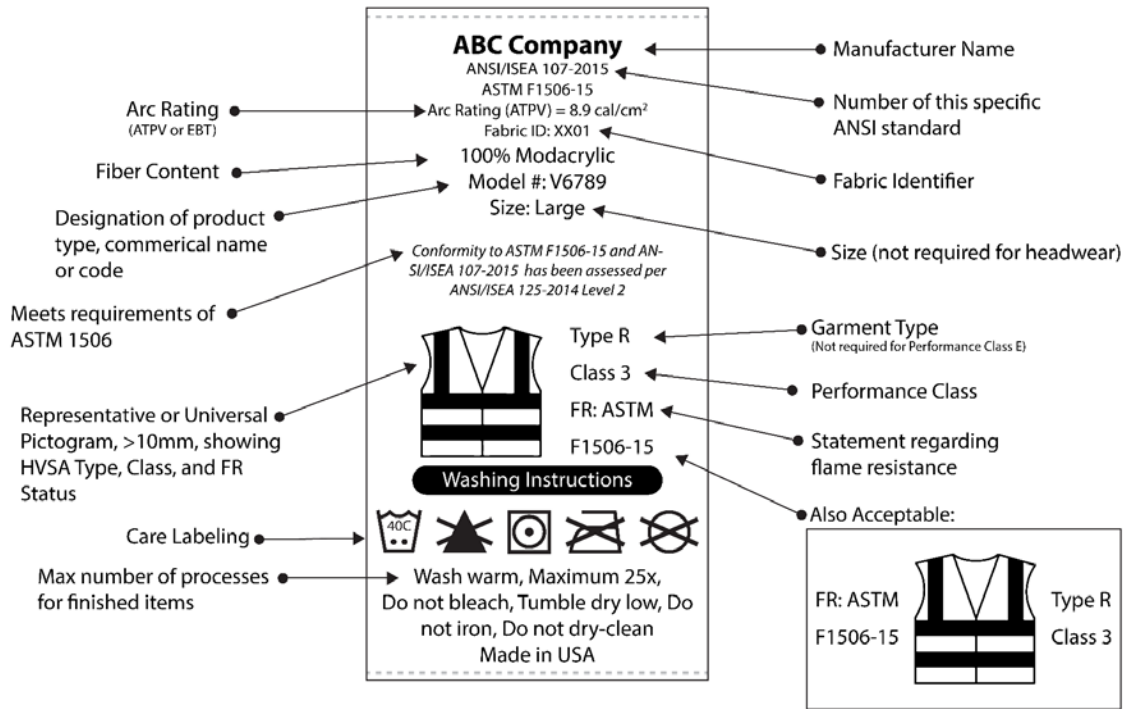 ABC Company
ANSI/ISEA 107-2015
ASTM F1506-15
Arc Rating (ATPV) = 8.9 cal/cm²
Fabric ID: XX01
100% Modacrylic
Model #: V6789
Size: Large
Conformity to ASTM F1506-15 and AN-
SI/ISEA 107-2015 has been assessed per
ANSI/ISEA 125-2014 Level 2
Type R
Class 3
FR: ASTM
F1506-15
Washing Instructions
40C
Wash warm, Maximum 25x,
Do not bleach, Tumble dry low, Do
not iron, Do not dry-clean
Made in USA
Arc Rating
(ATPV or EBT)
Fiber Content
Designation of product
type, commerical name
or code
Meets requirements of
ASTM 1506
Representative or Universal
Pictogram, >10mm, showing
HVSA Type, Class, and FR
Status
Care Labeling
Max number of processes
for finished items
Manufacturer Name
Number of this specific
ANSI standard
Fabric Identifier
Size (not required for headwear)
Garment Type
(Not required for Performance Class E)
Performance Class
Statement regarding
flame resistance
Also Acceptable:
FR: ASTM
F1506-15
Type R
Class 3